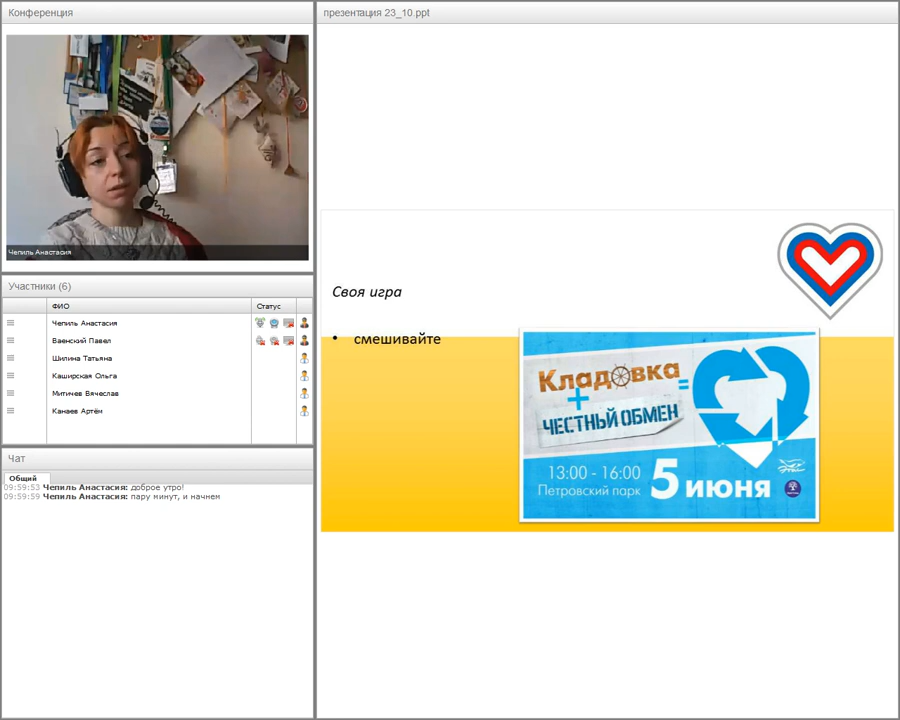 Конференция
Чепиль Анастасия
Участники (6)
ФИО
Статус
Чепиль Анастасия
Ваенский Павел
Шилина Татьяна
Каширская Ольга
Митичев Вячеслав
Канаев Артём
Чат
Общий
09:59:53 Чепиль Анастасия: доброе утро!
09:59:59 Чепиль Анастасия: пару минут, и начнем
презентация 23_10.ppt
Своя игра
• смешивайте
Кладовка
+
ЧЕСТНЫЙ ОБМЕН
=
13:00 - 16:00
Петровский парк
5 июня